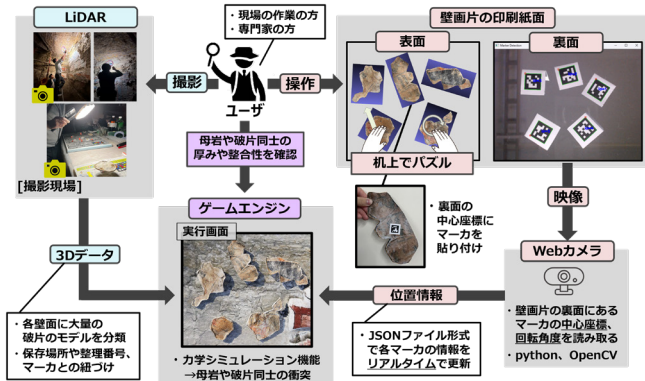 LiDAR
・現場の作業の方
・専門家の方
壁画片の印刷紙面
表面
裏面
撮影
操作
ユーザ
母岩や破片同士の
厚みや整合性を確認
机上でパズル
[撮影現場]
ゲームエンジン
実行画面
・裏面の
中心座標に
マーカを
貼り付け
映像
3Dデータ
Webカメラ
位置情報
・各壁面に大量の
破片のモデルを分類
・保存場所や整理番号、
マーカとの紐づけ
・力学シミュレーション機能
→母岩や破片同士の衝突
・JSONファイル形式
で各マーカの情報を
リアルタイムで更新
・壁画片の裏面にある
マーカの中心座標、
回転角度を読み取る
・python、OpenCV